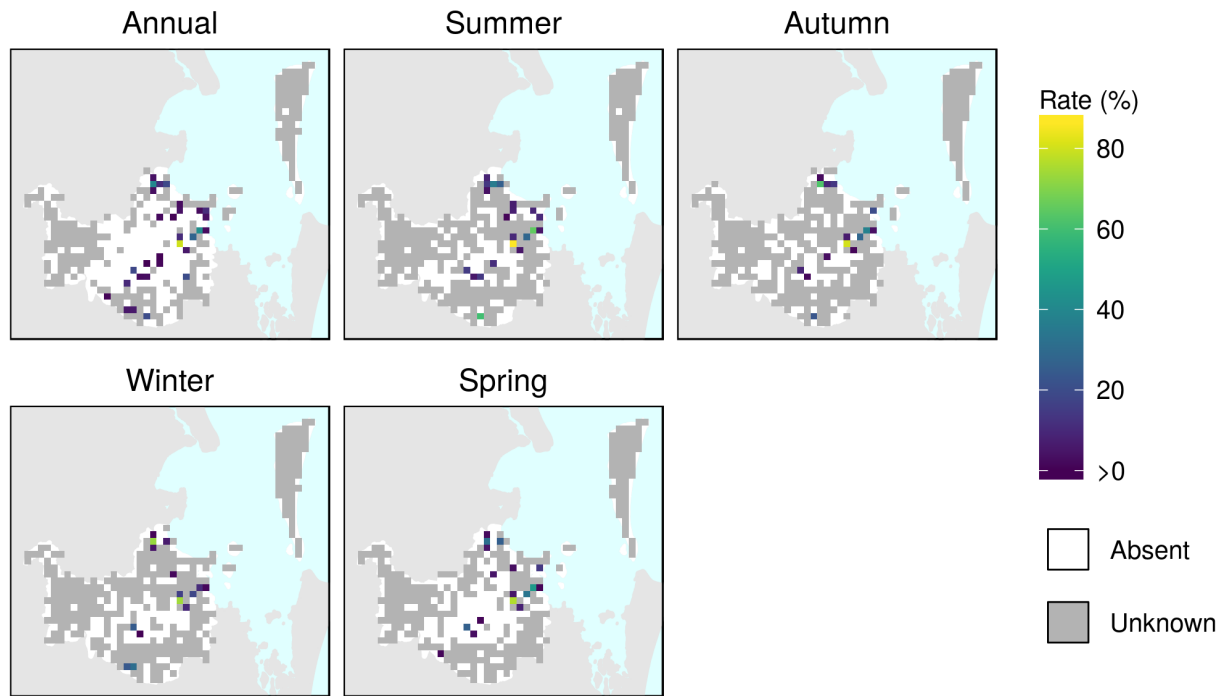 Annual
Summer
Autumn
Winter
Spring
Rate (%)
80
60
40
20
>0
Absent
Unknown